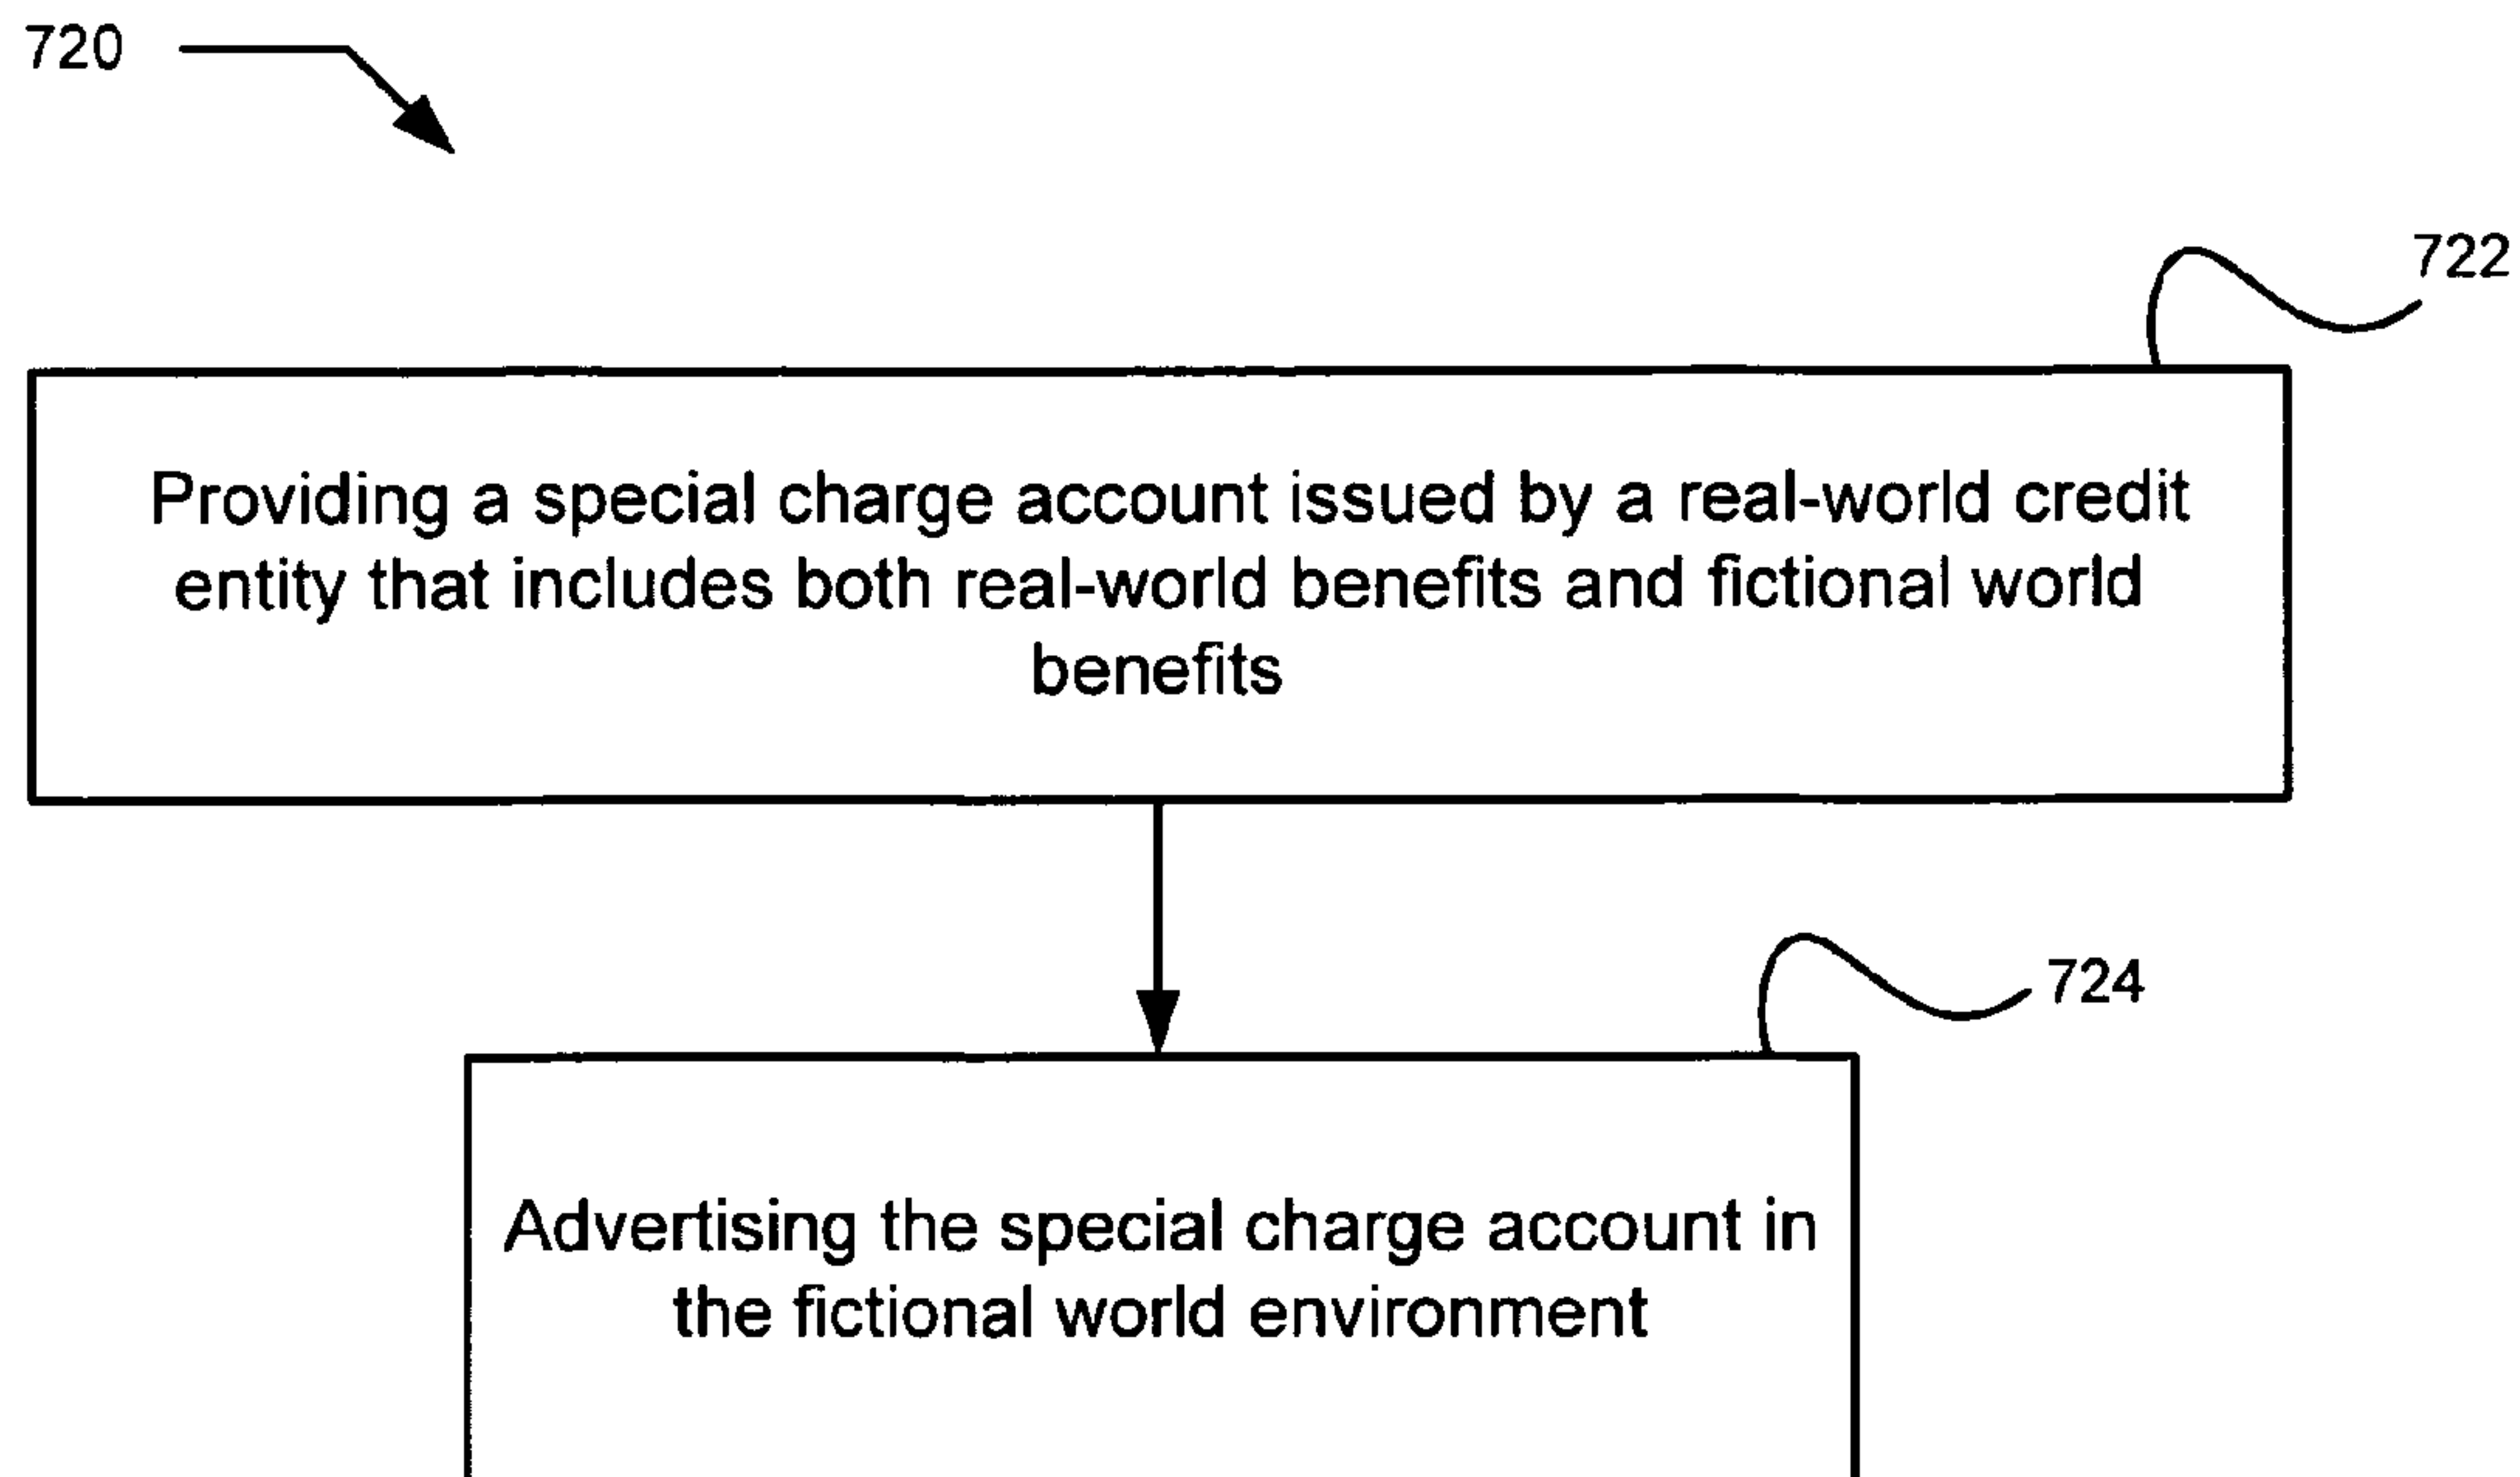 720
722
Providing a special charge account issued by a real-world credit
entity that includes both real-world benefits and fictional world
benefits
724
Advertising the special charge account in
the fictional world environment